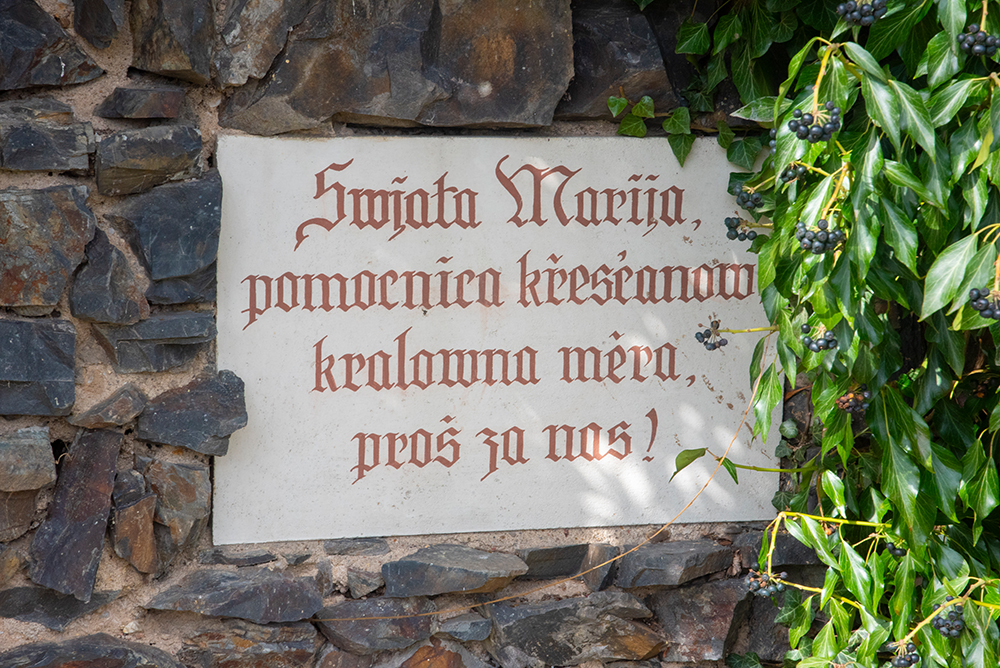 Swjata Marija,
pomocnica křesćanow
kralowna měra,
proš za nas!